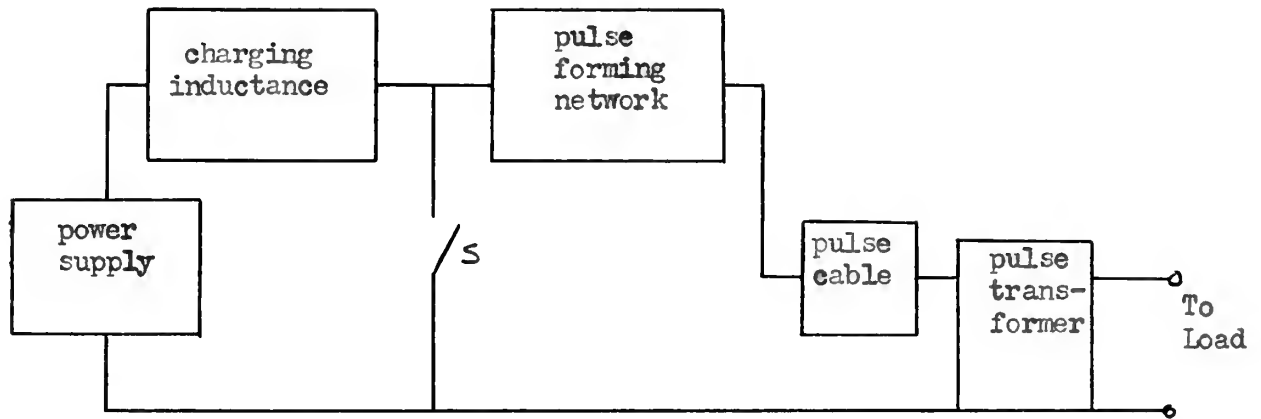 charging
inductance
pulse
forming
network
power
supply
S
pulse
cable
pulse
trans-
former
To
Load